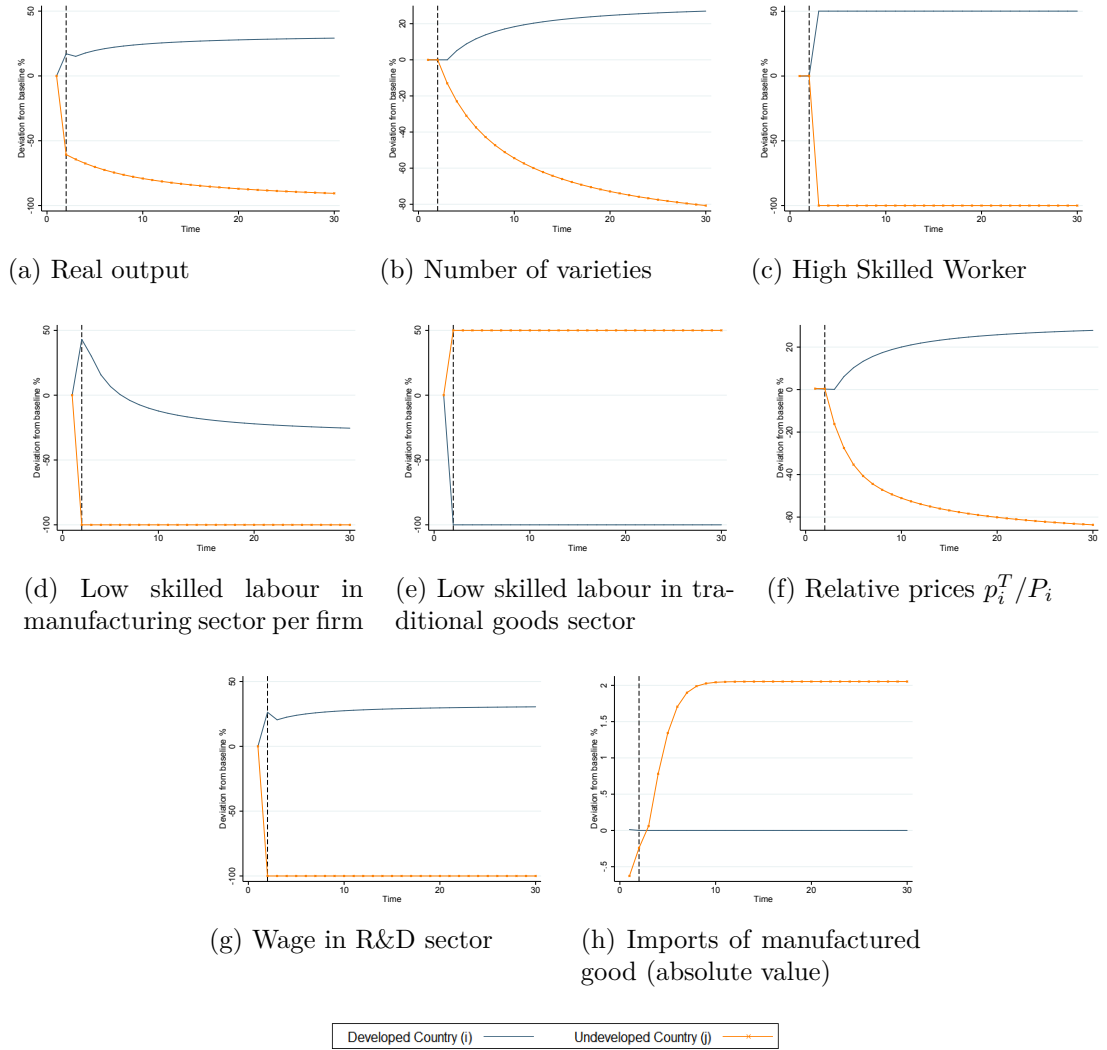 50
0
-50
-100
Deviation from baseline %
0 10 20 30
Time
20
0
-20
-40
-60
-80
Deviation from baseline %
0 10 20 30
Time
50
0
-50
-100
Deviation from baseline %
0 10 20 30
Time
(a) Real output
(b) Number of varieties
(c) High Skilled Worker
50
0
-50
-100
Deviation from baseline %
0 10 20 30
Time
50
0
-50
-100
Deviation from baseline %
0 10 20 30
Time
20
0
-20
-40
-60
-80
Deviation from baseline %
0 10 20 30
Time
(d) Low skilled labour in
manufacturing sector per firm
(e) Low skilled labour in tra-
ditional goods sector
(f) Relative prices $p_i^T/P_i$
50
0
-50
-100
Deviation from baseline %
0 10 20 30
Time
2
1.5
1
.5
0
-.5
Deviation from baseline %
0 10 20 30
Time
(g) Wage in R&D sector
(h) Imports of manufactured
good (absolute value)
Developed Country (i) Undeveloped Country (j)